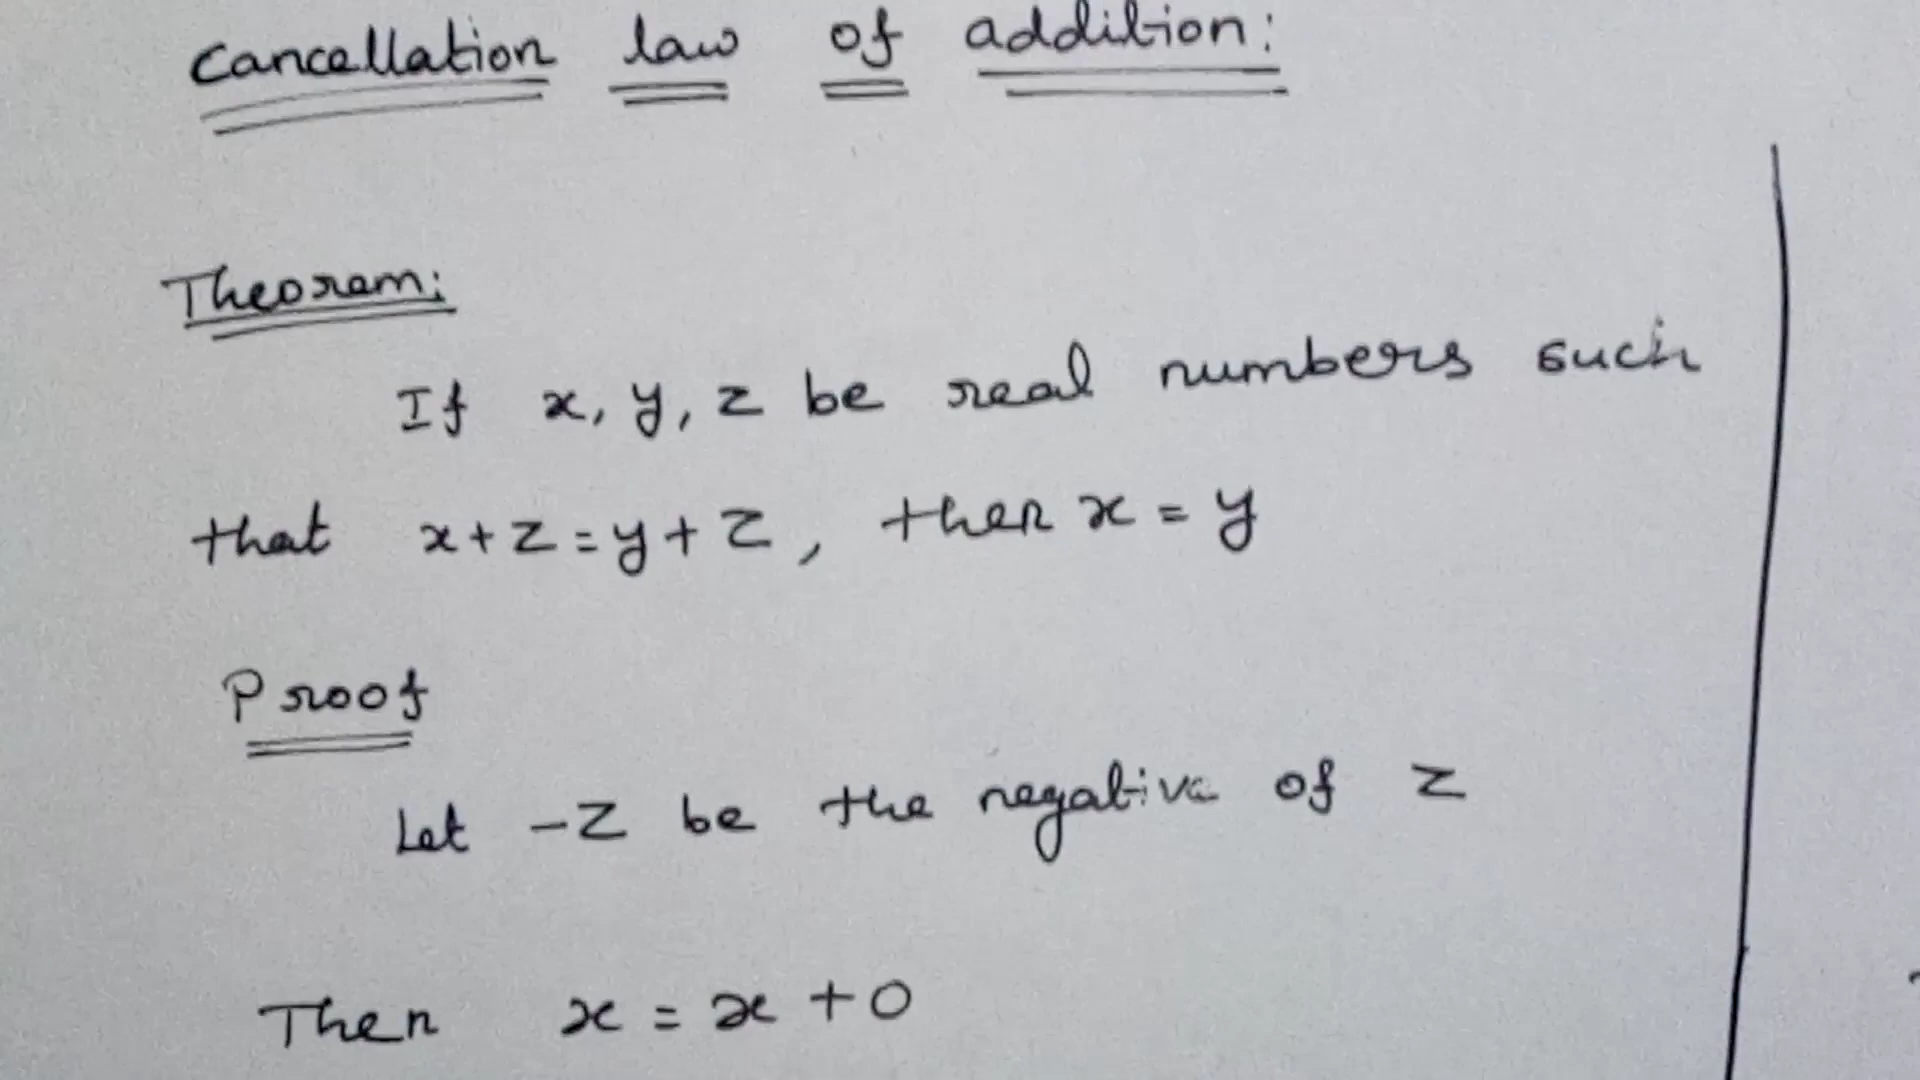 Cancellation law of addition:
Theorem:
If x, y, z be real numbers such
that x+z=y+z, then x=y
Proof
Let -z be the negative of z
Then x = x+0